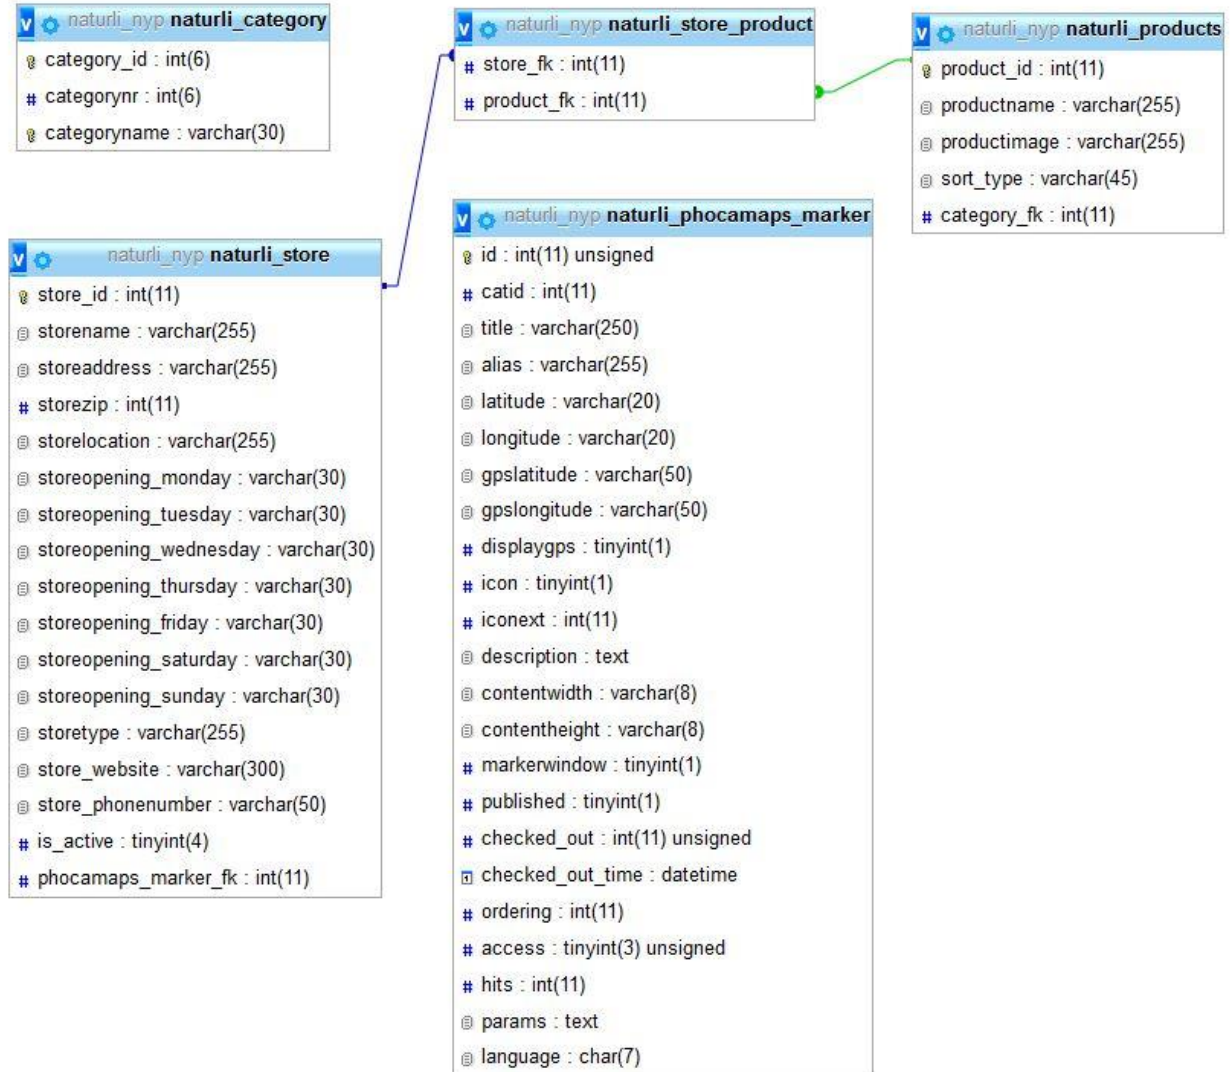 naturli_nyp naturli_category
category_id : int(6)
categorynr : int(6)
categoryname : varchar(30)
naturli_nyp naturli_store_product
store_fk : int(11)
product_fk : int(11)
naturli_nyp naturli_products
product_id : int(11)
productname : varchar(255)
productimage : varchar(255)
sort_type : varchar(45)
category_fk : int(11)
naturli_nyp naturli_store
store_id : int(11)
storename : varchar(255)
storeaddress : varchar(255)
storezip : int(11)
storelocation : varchar(255)
storeopening_monday : varchar(30)
storeopening_tuesday : varchar(30)
storeopening_wednesday : varchar(30)
storeopening_thursday : varchar(30)
storeopening_friday : varchar(30)
storeopening_saturday : varchar(30)
storeopening_sunday : varchar(30)
storetype : varchar(255)
store_website : varchar(300)
store_phonenumber : varchar(50)
is_active : tinyint(4)
phocamaps_marker_fk : int(11)
naturli_nyp naturli_phocamaps_marker
id : int(11) unsigned
catid : int(11)
title : varchar(250)
alias : varchar(255)
latitude : varchar(20)
longitude : varchar(20)
gpslatitude : varchar(50)
gpslongitude : varchar(50)
displaygps : tinyint(1)
icon : tinyint(1)
iconext : int(11)
description : text
contentwidth : varchar(8)
contentheight : varchar(8)
markerwindow : tinyint(1)
published : tinyint(1)
checked_out : int(11) unsigned
checked_out_time : datetime
ordering : int(11)
access : tinyint(3) unsigned
hits : int(11)
params : text
language : char(7)